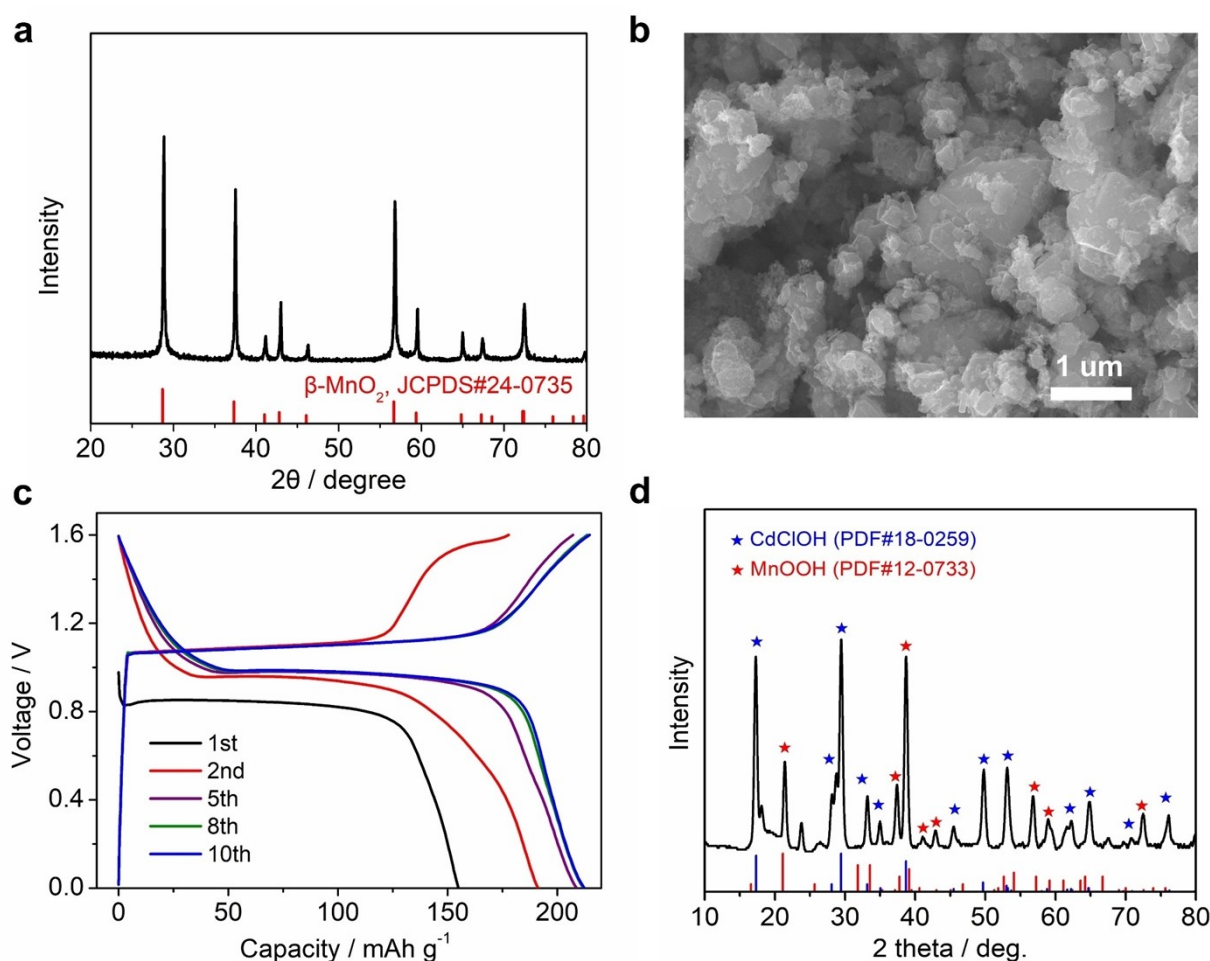 a
Intensity
β-MnO₂, JCPDS#24-0735
20 30 40 50 60 70 80
2θ / degree
b
1 um
c
Voltage / V
1.6
1.2
0.8
0.4
0.0
1st
2nd
5th
8th
10th
0 50 100 150 200
Capacity / mAh g⁻¹
d
Intensity
★ CdClOH (PDF#18-0259)
★ MnOOH (PDF#12-0733)
10 20 30 40 50 60 70 80
2 theta / deg.